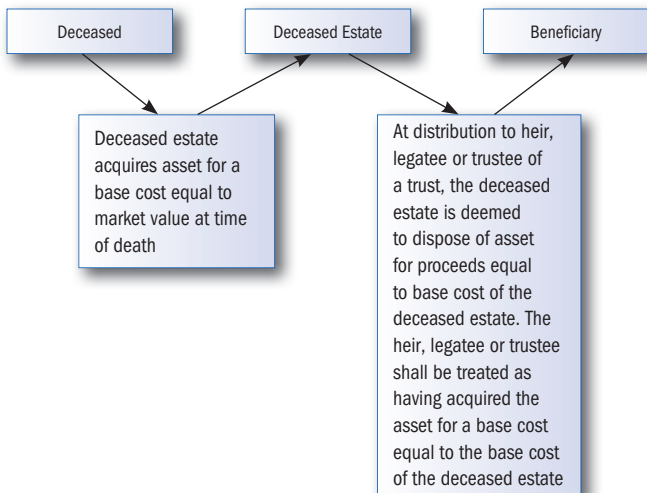 Deceased
Deceased Estate
Beneficiary
Deceased estate
acquires asset for a
base cost equal to
market value at time
of death
At distribution to heir,
legatee or trustee of
a trust, the deceased
estate is deemed
to dispose of asset
for proceeds equal
to base cost of the
deceased estate. The
heir, legatee or trustee
shall be treated as
having acquired the
asset for a base cost
equal to the base cost
of the deceased estate